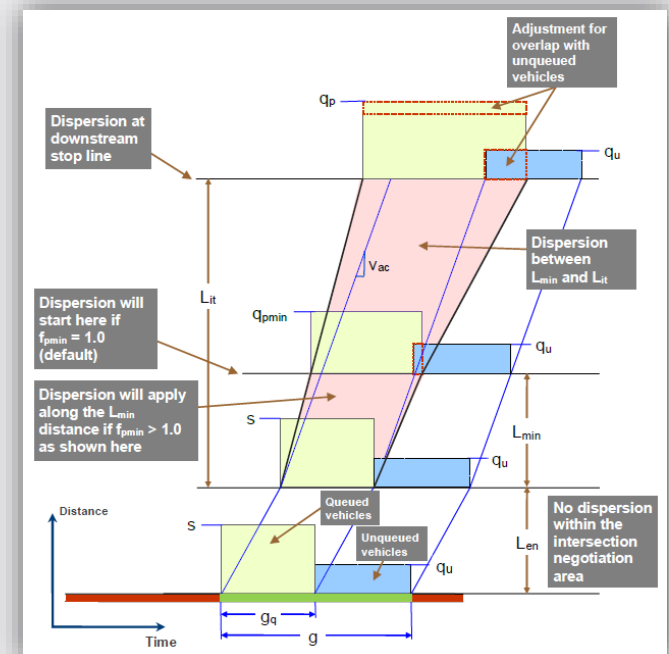 Adjustment for
overlap with
unqueued
vehicles
qp
Dispersion at
downstream
stop line
qu
Vac
Dispersion
between
Lmin and Lit
Lit
qpmin
Dispersion will
start here if
fpmin = 1.0
(default)
qu
Dispersion will apply
along the Lmin
distance if fpmin > 1.0
as shown here
s
Lmin
qu
Distance
Queued
vehicles
No dispersion
within the
intersection
negotiation
area
s
Unqueued
vehicles
Len
qu
gq
Time
g